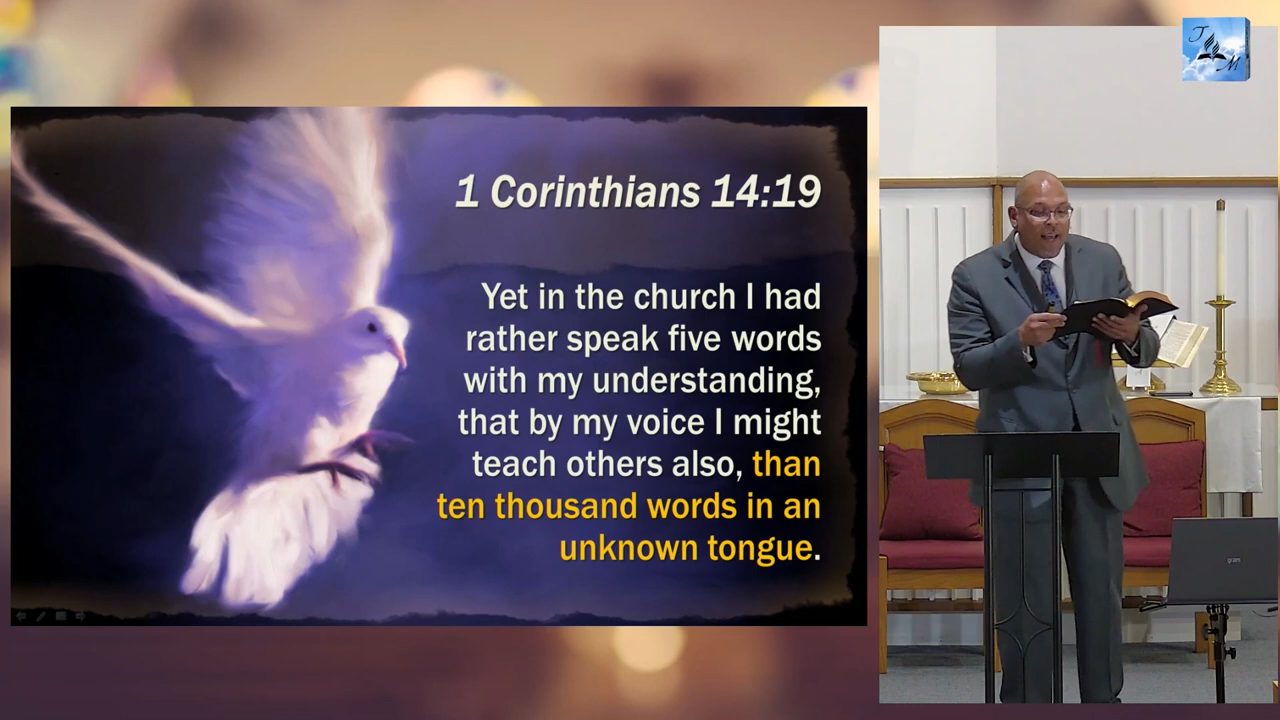 1 Corinthians 14:19
Yet in the church I had
rather speak five words
with my understanding,
that by my voice I might
teach others also, than
ten thousand words in an
unknown tongue.
J
M
gram